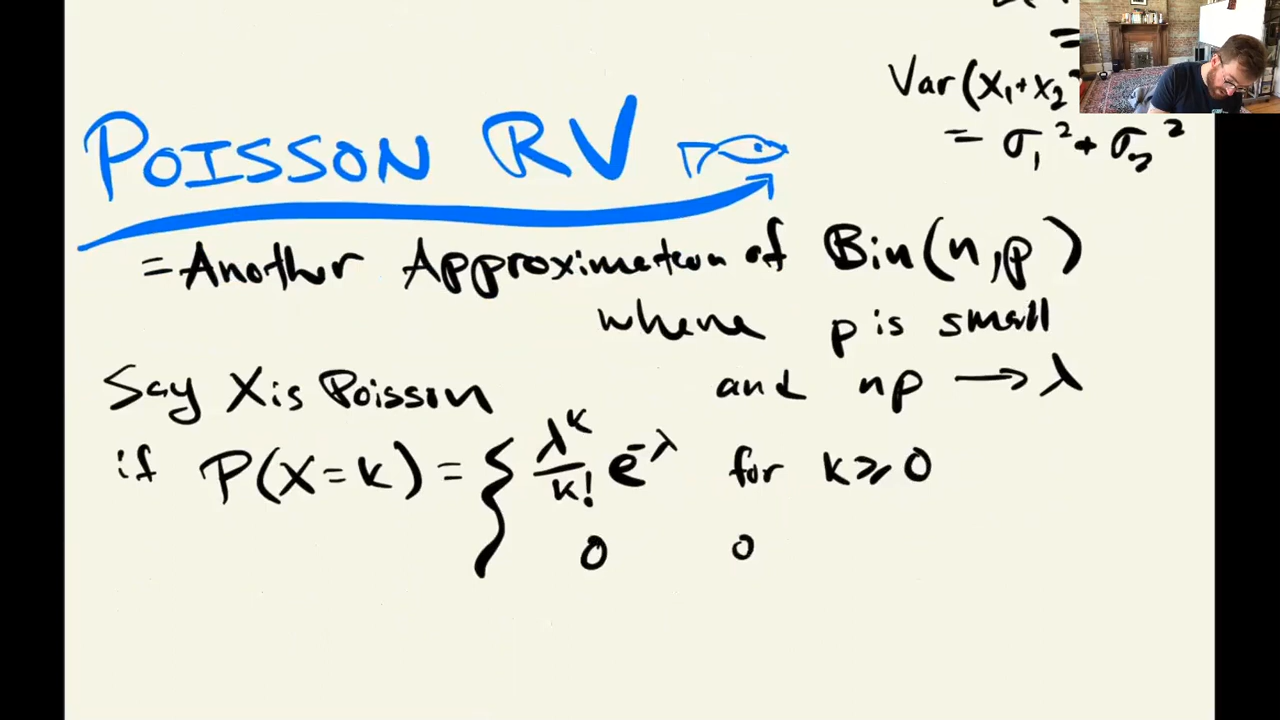 Var(X₁+X₂
= σ₁²+ σ₂²
POISSON RV
= Another Approximation of Bin(n,p)
where p is small
and np → λ
Say X is Poisson
if P(X=k) = { λ^k/k! e^-λ for k ≥ 0
0 o